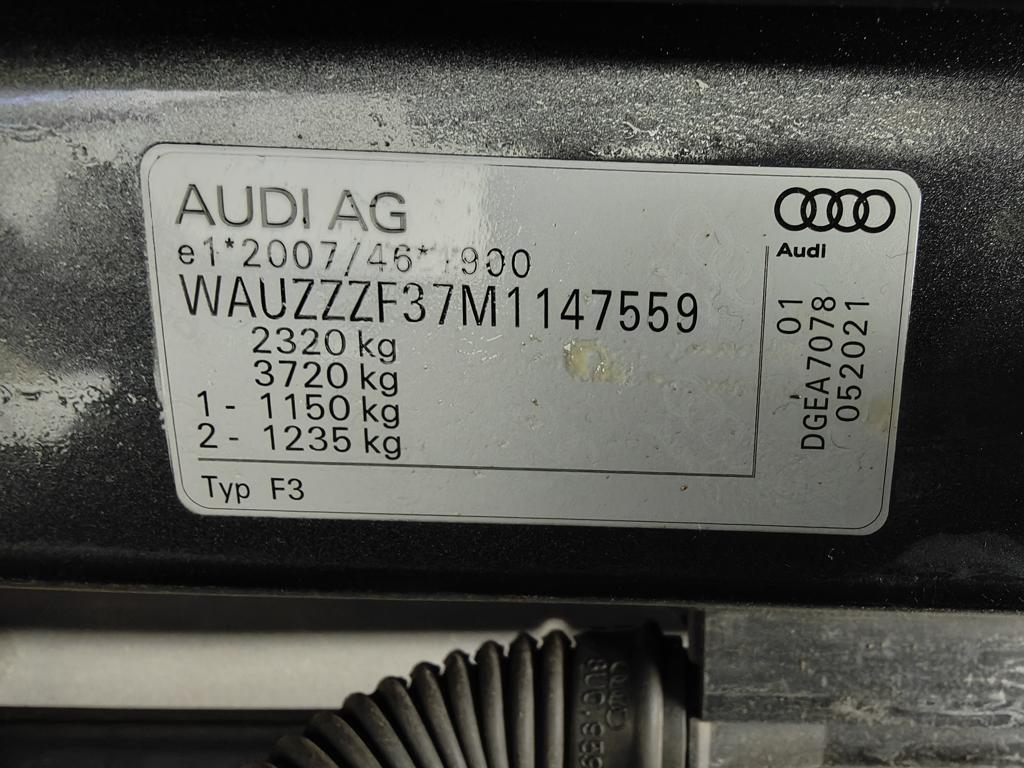 AUDI AG
e1*2007/46*1900
WAUZZZF37M1147559
2320 kg
3720 kg
1 - 1150 kg
2 - 1235 kg
Typ F3
Audi
01
DGEA7078
052021